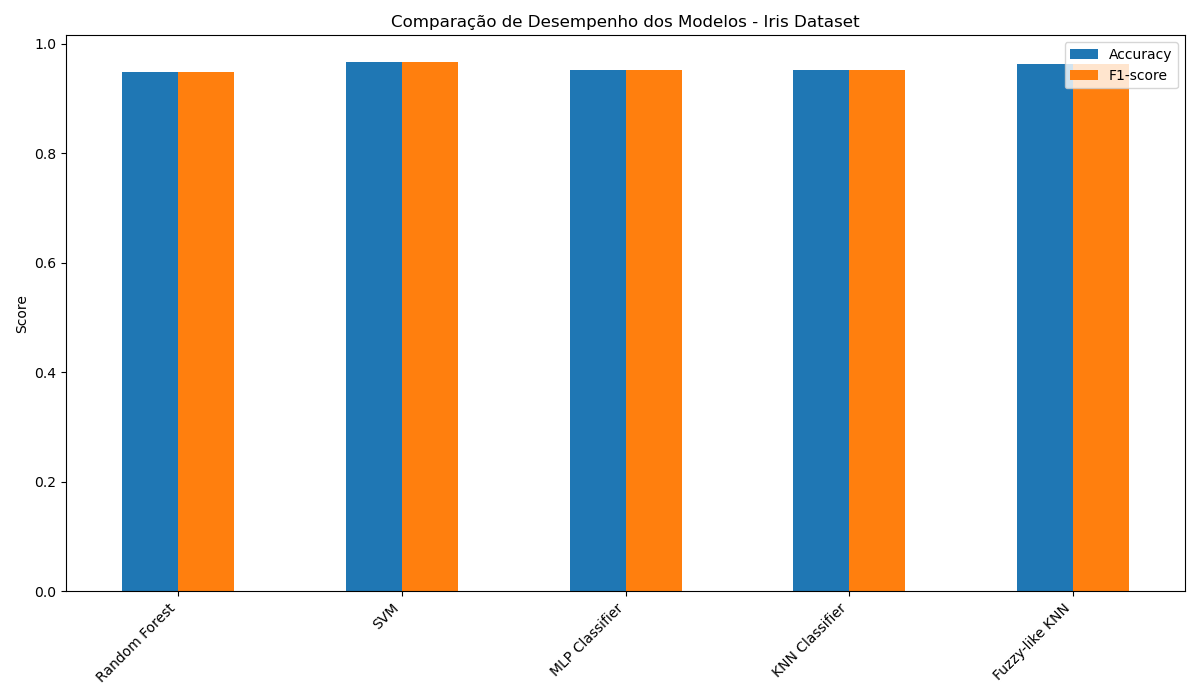 Comparação de Desempenho dos Modelos - Iris Dataset
Accuracy
F1-score
Score
1.0
0.8
0.6
0.4
0.2
0.0
Random Forest
SVM
MLP Classifier
KNN Classifier
Fuzzy-like KNN